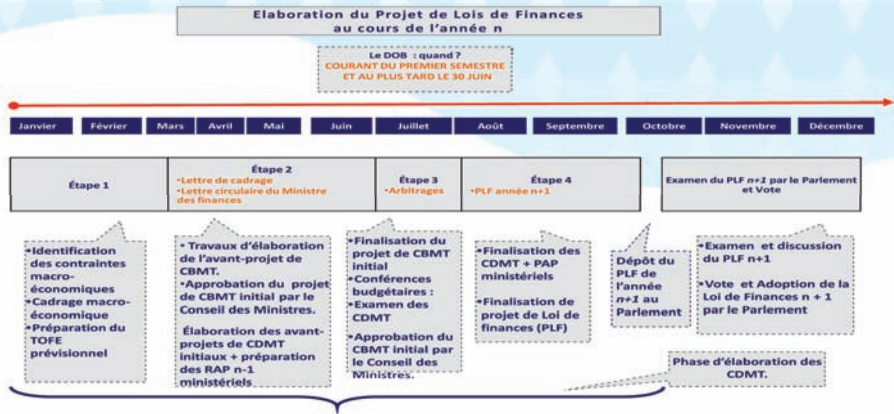 Elaboration du Projet de Lois de Finances
au cours de l'année n
Le DOB : quand ?
COURANT DU PREMIER SEMESTRE
ET AU PLUS TARD LE 30 JUIN
Janvier
Février
Mars
Avril
Mai
Juin
Juillet
Août
Septembre
Octobre
Novembre
Décembre
Étape 1
Étape 2
•Lettre de cadrage
•Lettre circulaire du Ministre
des finances
Étape 3
•Arbitrages
Étape 4
•PLF année n+1
Examen du PLF n+1 par le Parlement
et Vote
•Identification
des contraintes
macro-
économiques
•Cadrage macro-
économique
•Préparation du
TOFE
prévisionnel
• Travaux d'élaboration
de l'avant-projet de
CBMT.
•Approbation du projet
de CBMT initial par le
Conseil des Ministres.
Élaboration des avant-
projets de CDMT
initiaux + préparation
des RAP n-1
ministériels
•Finalisation du
projet de CBMT
initial
•Conférences
budgétaires :
•Examen des
CDMT
•Approbation du
CBMT initial par
le Conseil des
Ministres.
•Finalisation des
CDMT + PAP
ministériels
•Finalisation de
projet de Loi de
finances (PLF)
Dépôt du
PLF de
l'année
n+1 au
Parlement
•Examen et discussion
du PLF n+1
•Vote et Adoption de la
Loi de Finances n + 1
par le Parlement
Phase d'élaboration des
CDMT.